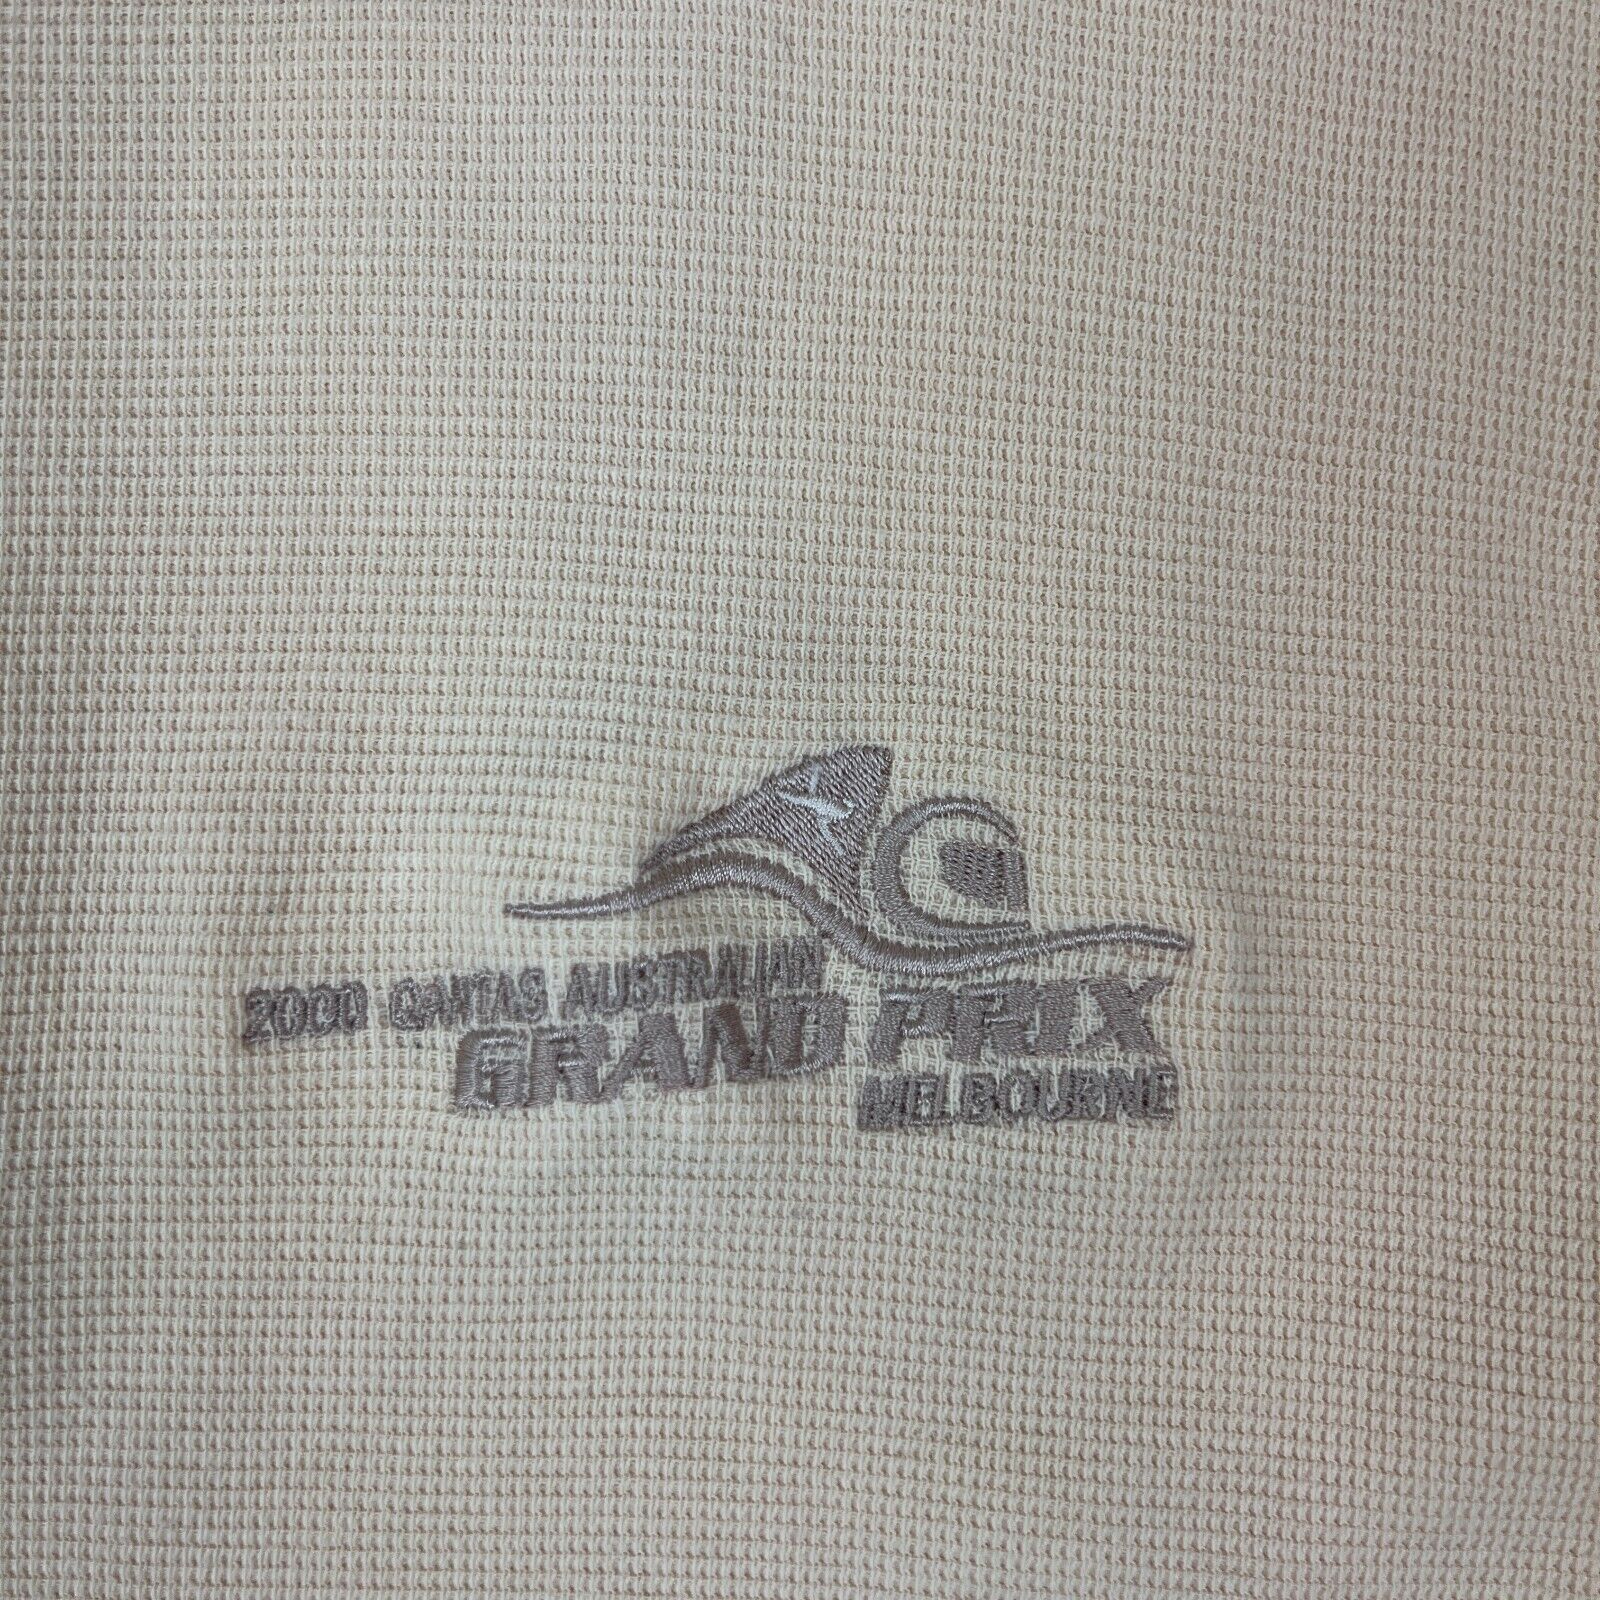 2000 QANTAS AUSTRALIAN
GRAND PRIX
MELBOURNE